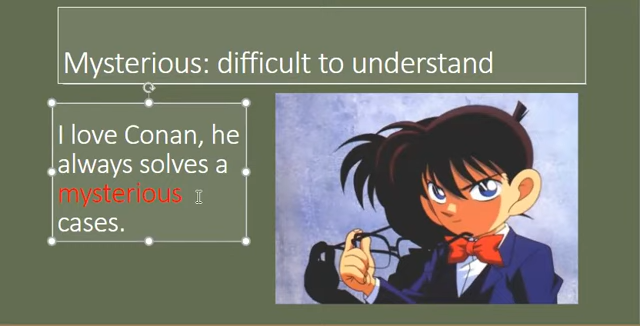 Mysterious: difficult to understand
I love Conan, he
always solves a
mysterious
cases.